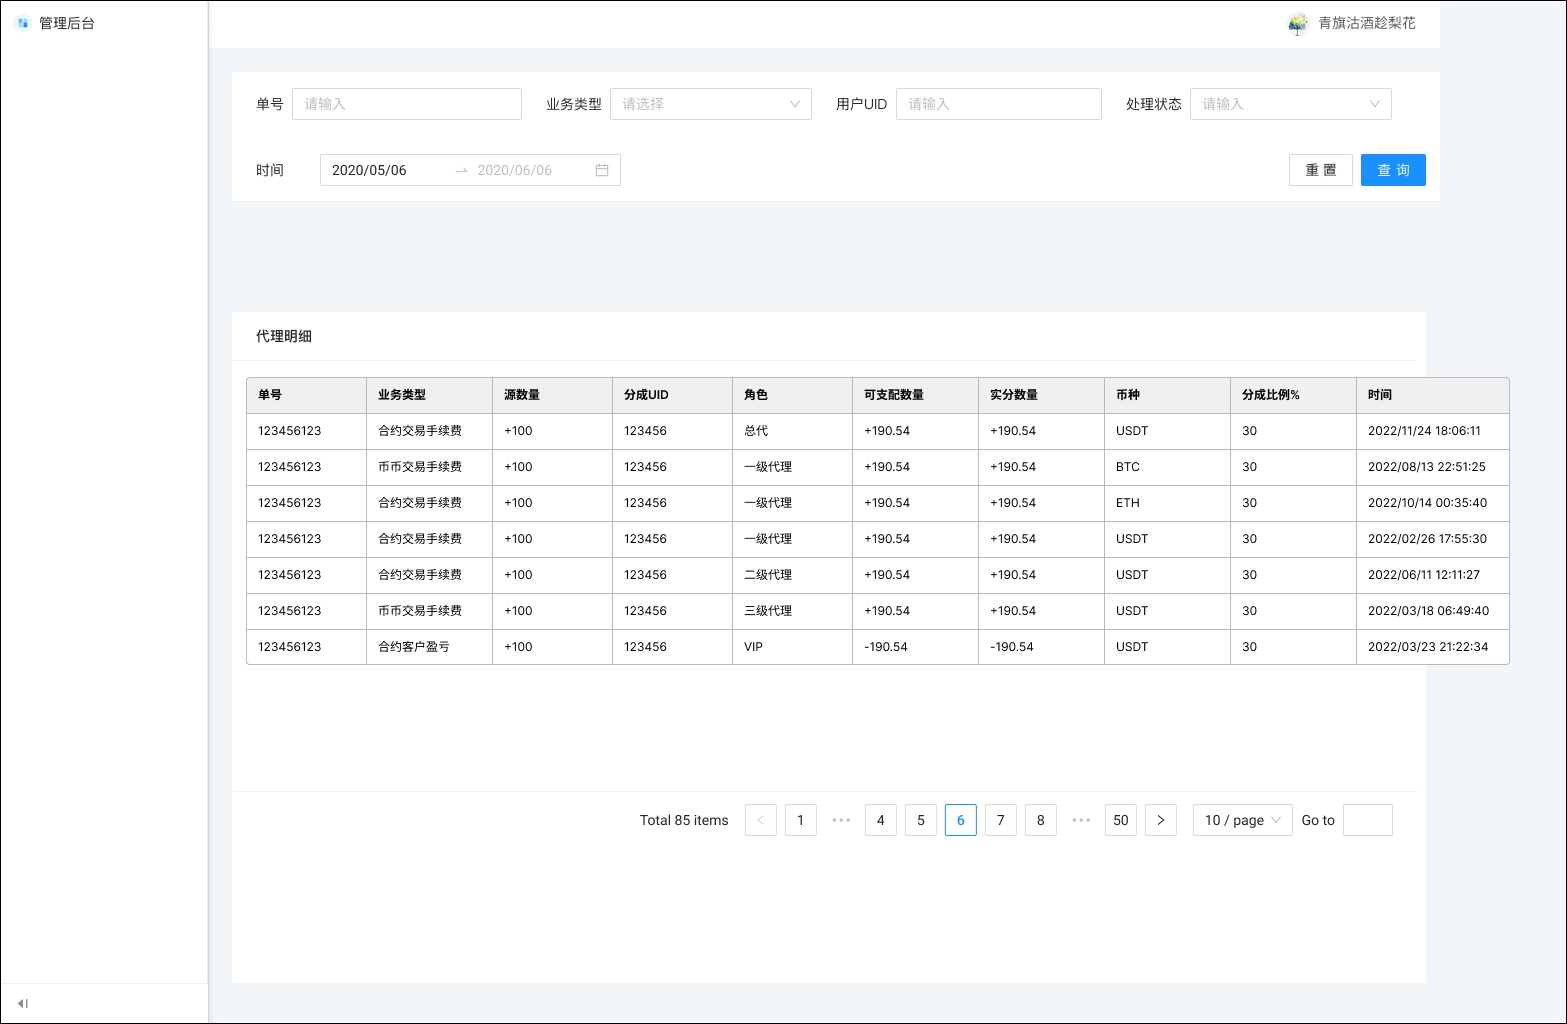 管理后台
青旗沽酒趁梨花
单号 请输入 业务类型 请选择 用户UID 请输入 处理状态 请输入
时间 2020/05/06 → 2020/06/06 重 置 查 询
代理明细
单号 业务类型 源数量 分成UID 角色 可支配数量 实分数量 币种 分成比例% 时间
123456123 合约交易手续费 +100 123456 总代 +190.54 +190.54 USDT 30 2022/11/24 18:06:11
123456123 币币交易手续费 +100 123456 一级代理 +190.54 +190.54 BTC 30 2022/08/13 22:51:25
123456123 合约交易手续费 +100 123456 一级代理 +190.54 +190.54 ETH 30 2022/10/14 00:35:40
123456123 合约交易手续费 +100 123456 一级代理 +190.54 +190.54 USDT 30 2022/02/26 17:55:30
123456123 合约交易手续费 +100 123456 二级代理 +190.54 +190.54 USDT 30 2022/06/11 12:11:27
123456123 币币交易手续费 +100 123456 三级代理 +190.54 +190.54 USDT 30 2022/03/18 06:49:40
123456123 合约客户盈亏 +100 123456 VIP -190.54 -190.54 USDT 30 2022/03/23 21:22:34
Total 85 items < 1 ••• 4 5 6 7 8 ••• 50 > 10 / page Go to